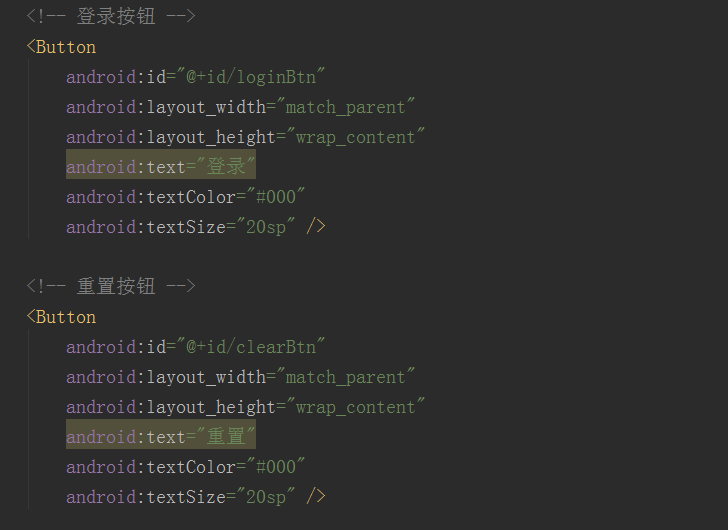 <!-- 登录按钮 -->
<Button
android:id="@+id/loginBtn"
android:layout_width="match_parent"
android:layout_height="wrap_content"
android:text="登录"
android:textColor="#000"
android:textSize="20sp" />
<!-- 重置按钮 -->
<Button
android:id="@+id/clearBtn"
android:layout_width="match_parent"
android:layout_height="wrap_content"
android:text="重置"
android:textColor="#000"
android:textSize="20sp" />